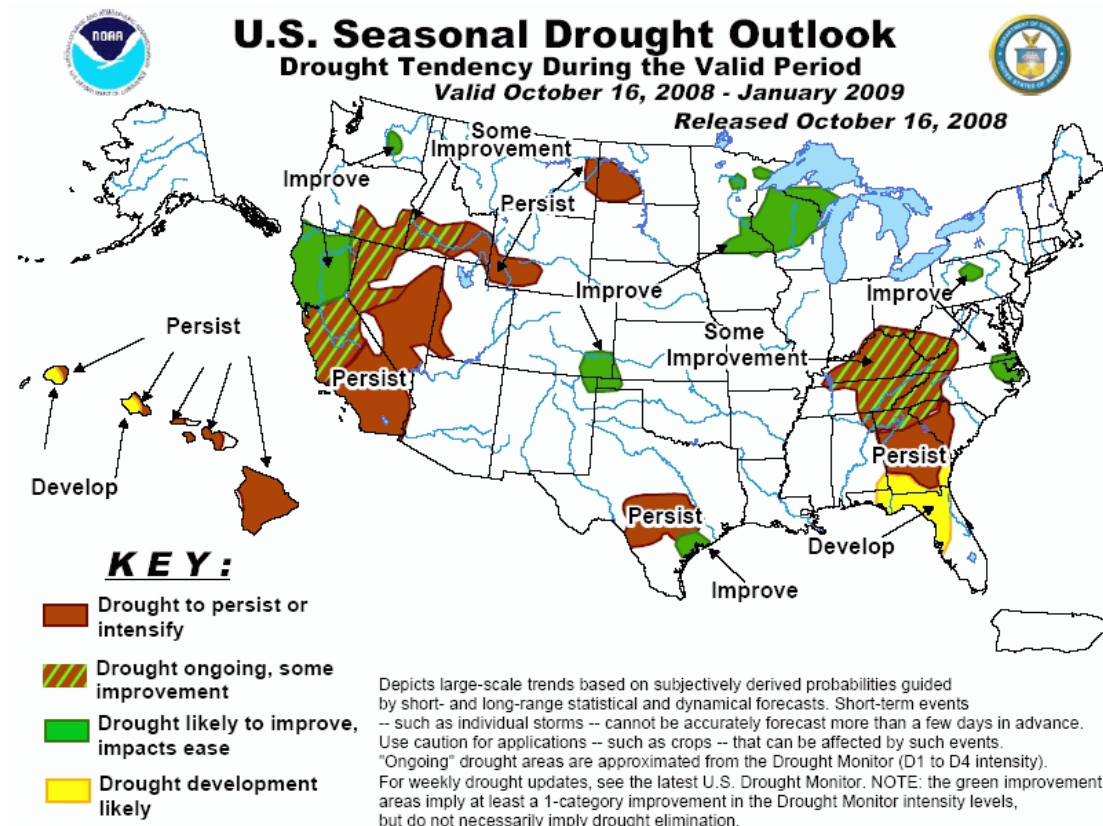 NOAA
U.S. Seasonal Drought Outlook
Drought Tendency During the Valid Period
Valid October 16, 2008 - January 2009
Released October 16, 2008
Some
Improvement
Improve
Persist
Improve
Improve
Some
Improvement
Persist
Persist
Develop
Persist
Persist
Develop
Improve
KEY:
Drought to persist or
intensify
Drought ongoing, some
improvement
Drought likely to improve,
impacts ease
Drought development
likely
Depicts large-scale trends based on subjectively derived probabilities guided
by short- and long-range statistical and dynamical forecasts. Short-term events
-- such as individual storms -- cannot be accurately forecast more than a few days in advance.
Use caution for applications -- such as crops -- that can be affected by such events.
"Ongoing" drought areas are approximated from the Drought Monitor (D1 to D4 intensity).
For weekly drought updates, see the latest U.S. Drought Monitor. NOTE: the green improvement
areas imply at least a 1-category improvement in the Drought Monitor intensity levels,
but do not necessarily imply drought elimination.